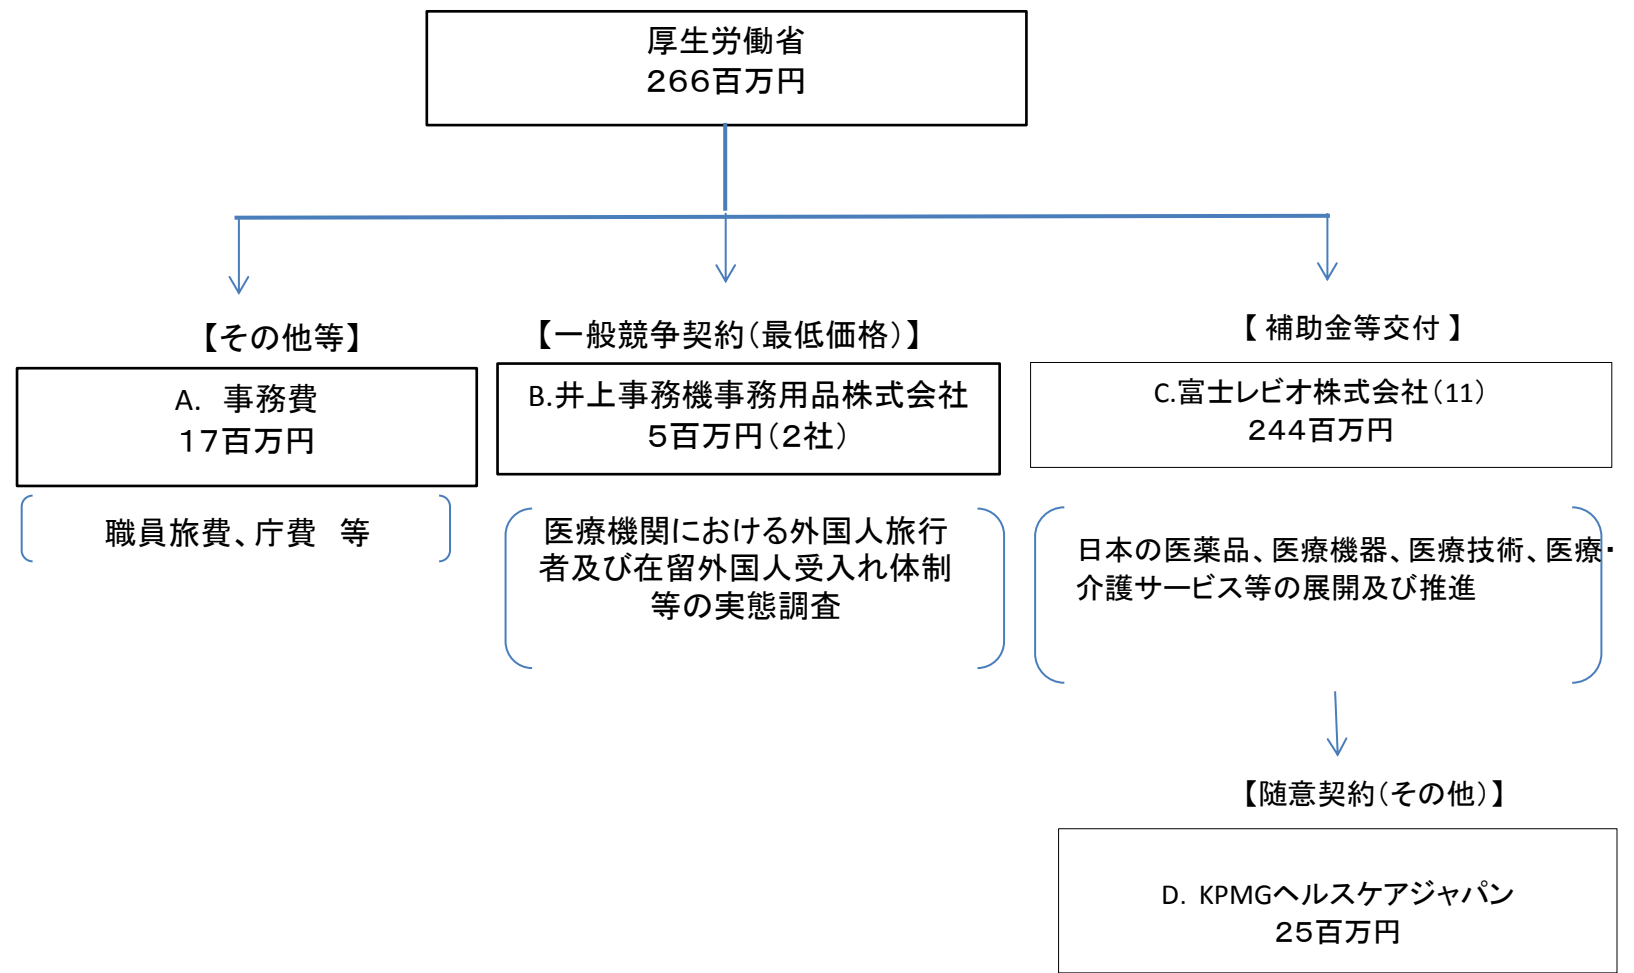 厚生労働省
266百万円
【その他等】
A. 事務費
17百万円
職員旅費、庁費 等
【一般競争契約(最低価格)】
B.井上事務機事務用品株式会社
5百万円(2社)
医療機関における外国人旅行
者及び在留外国人受入れ体制
等の実態調査
【 補助金等交付 】
C.富士レビオ株式会社(11)
244百万円
日本の医薬品、医療機器、医療技術、医療・
介護サービス等の展開及び推進
【随意契約(その他)】
D. KPMGヘルスケアジャパン
25百万円